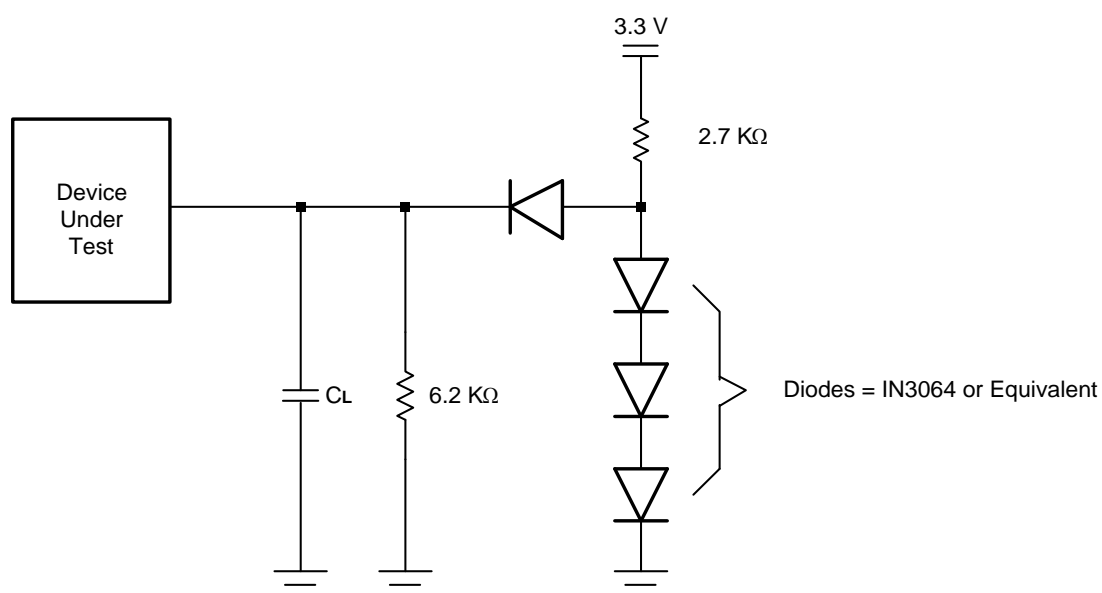 3.3 V
2.7 KΩ
Device
Under
Test
CL
6.2 KΩ
Diodes = IN3064 or Equivalent